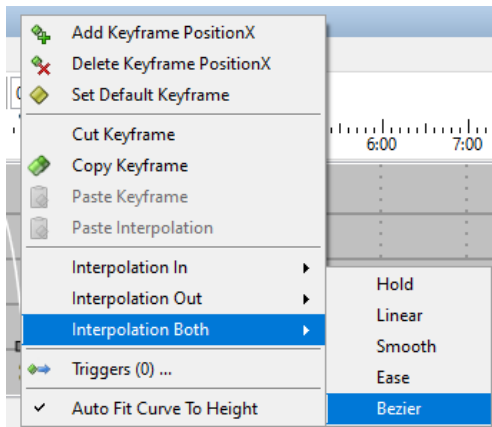 Add Keyframe PositionX
Delete Keyframe PositionX
Set Default Keyframe
Cut Keyframe
Copy Keyframe
Paste Keyframe
Paste Interpolation
Interpolation In
Interpolation Out
Interpolation Both
Triggers (0) ...
Auto Fit Curve To Height
6:00 7:00
Hold
Linear
Smooth
Ease
Bezier